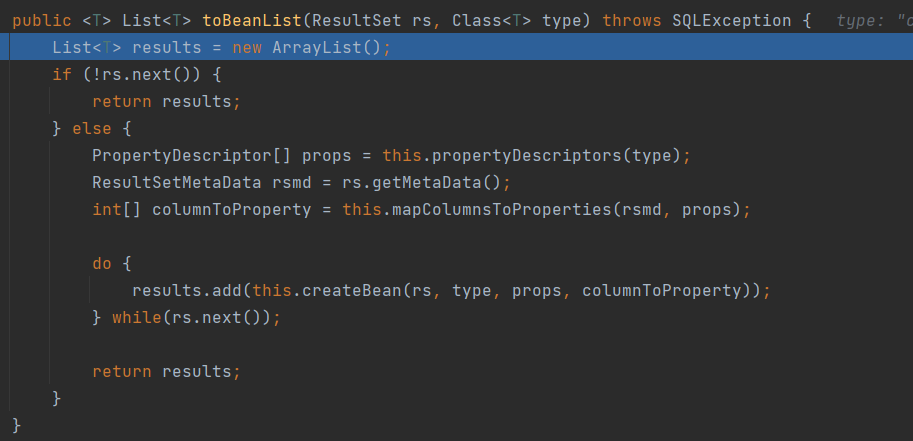 public <T> List<T> toBeanList(ResultSet rs, Class<T> type) throws SQLException {  type: "c
    List<T> results = new ArrayList();
    if (!rs.next()) {
        return results;
    } else {
        PropertyDescriptor[] props = this.propertyDescriptors(type);
        ResultSetMetaData rsmd = rs.getMetaData();
        int[] columnToProperty = this.mapColumnsToProperties(rsmd, props);

        do {
            results.add(this.createBean(rs, type, props, columnToProperty));
        } while(rs.next());

        return results;
    }
}